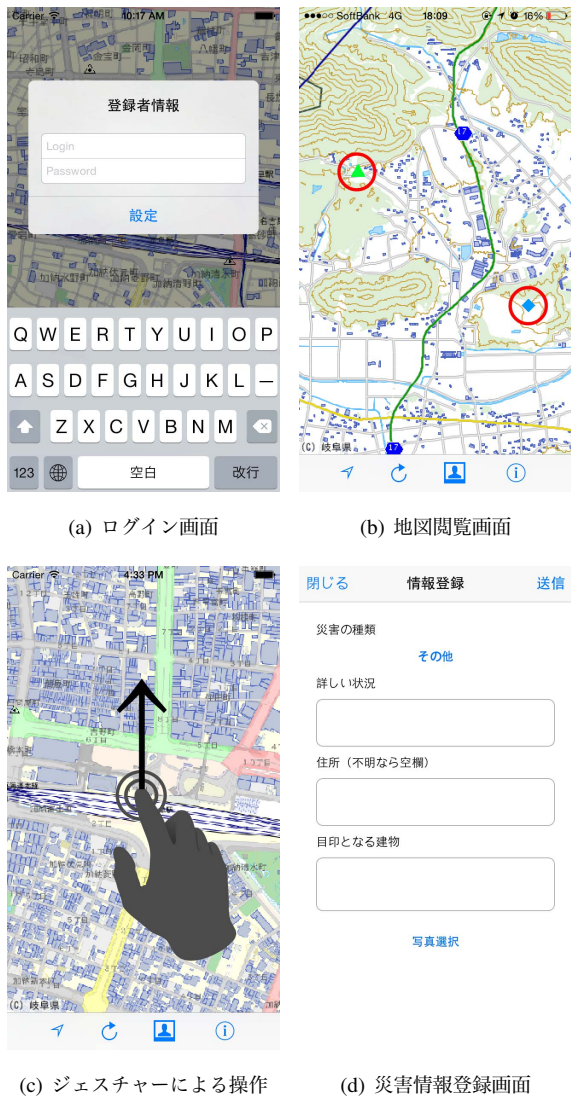 Carrier 10:17 AM
登録者情報
Login
Password
設定
Q W E R T Y U I O P
A S D F G H J K L —
Z X C V B N M
123 空白 改行
(a) ログイン画面
SoftBank 4G 18:09 16%
17
17
(C) 岐阜県
(b) 地図閲覧画面
Carrier 4:33 PM
(C) 岐阜県
(c) ジェスチャーによる操作
閉じる 情報登録 送信
災害の種類
その他
詳しい状況
住所（不明なら空欄）
目印となる建物
写真選択
(d) 災害情報登録画面